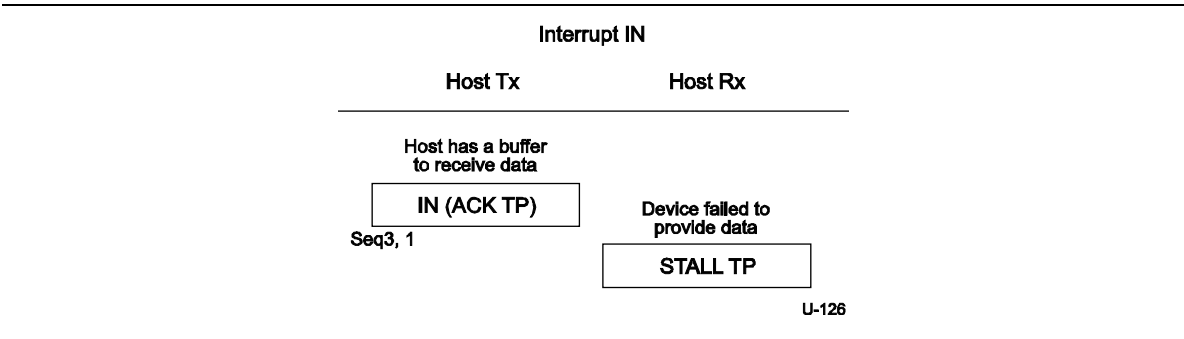 Interrupt IN
Host Tx
Host Rx
Host has a buffer
to receive data
IN (ACK TP)
Seq3, 1
Device failed to
provide data
STALL TP
U-126